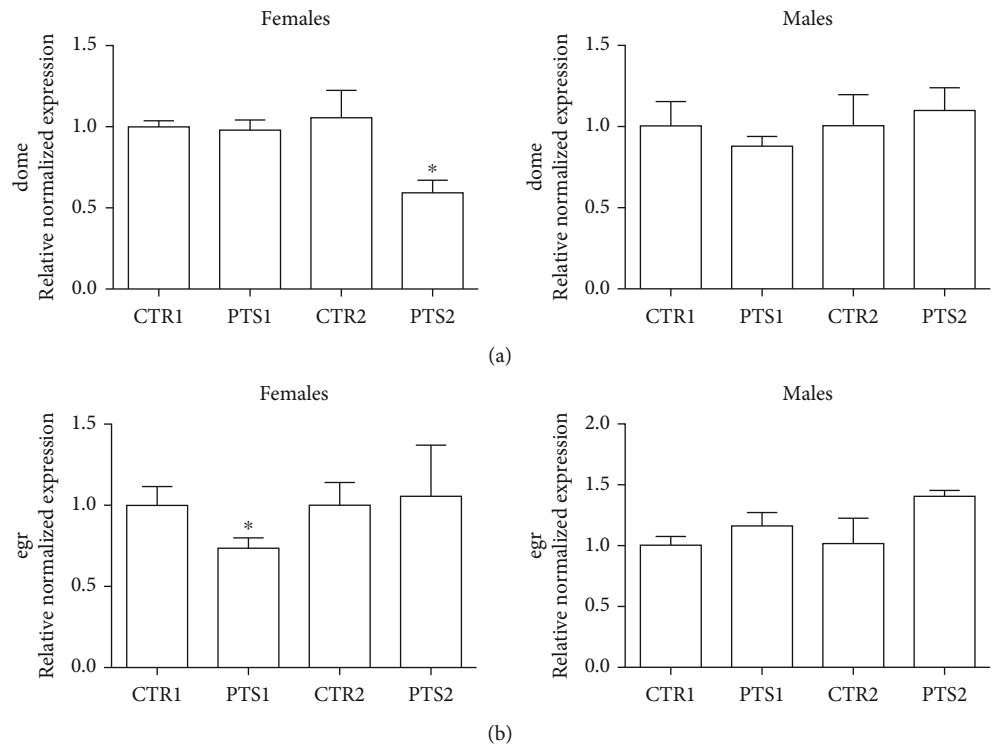 Females
Males
dome
Relative normalized expression
1.5
1.0
0.5
0.0
*
CTR1 PTS1 CTR2 PTS2
dome
Relative normalized expression
1.5
1.0
0.5
0.0
CTR1 PTS1 CTR2 PTS2
(a)
Females
Males
egr
Relative normalized expression
1.5
1.0
0.5
0.0
*
CTR1 PTS1 CTR2 PTS2
egr
Relative normalized expression
2.0
1.5
1.0
0.5
0.0
CTR1 PTS1 CTR2 PTS2
(b)